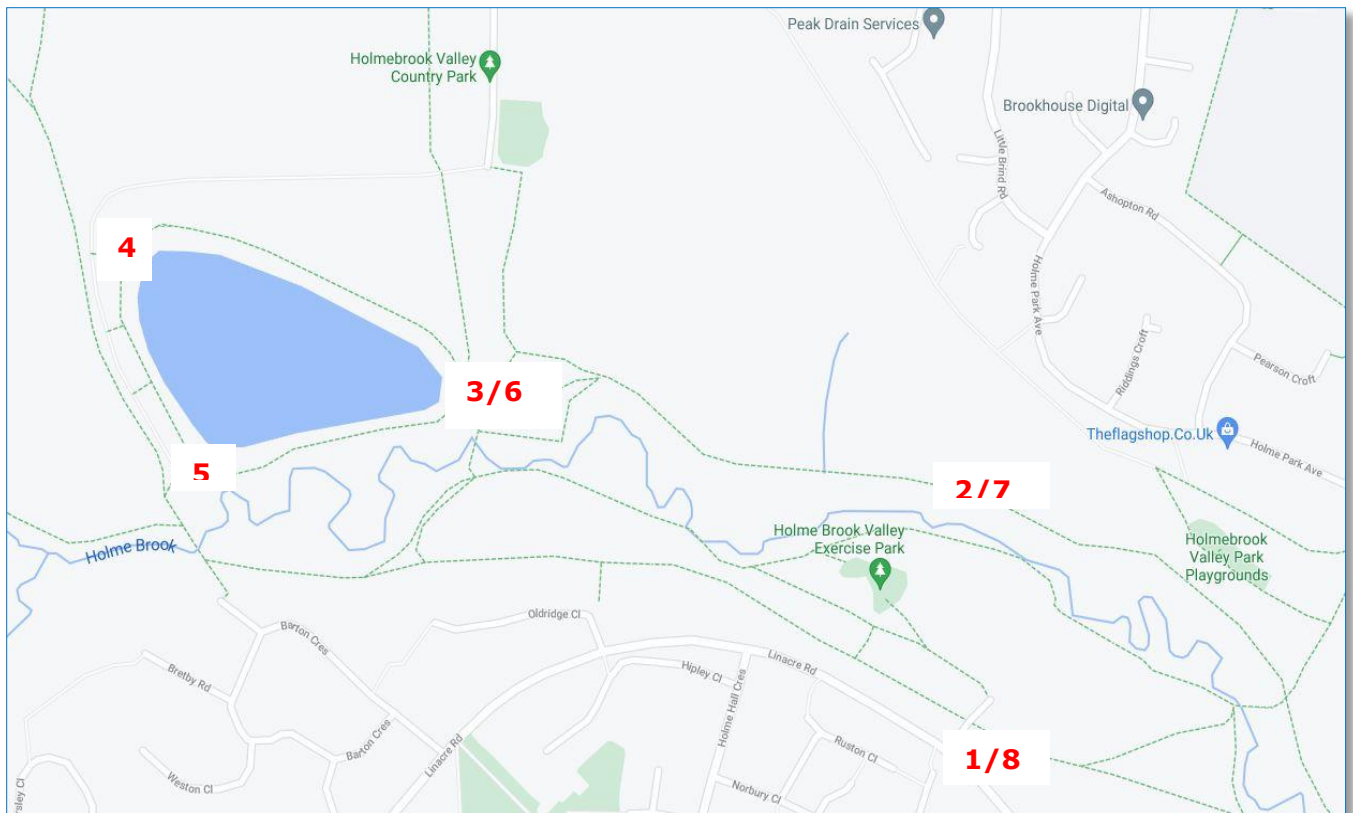 Peak Drain Services
Holmebrook Valley
Country Park
Brookhouse Digital
Little Brind Rd
Ashopton Rd
4
Holme Park Ave
Riddings Croft
Pearson Croft
3/6
Theflagshop.Co.Uk
Holme Park Ave
5
2/7
Holme Brook Valley
Exercise Park
Holmebrook
Valley Park
Playgrounds
Holme Brook
Oldridge Cl
Barton Cres
Linacre Rd
Hipley Cl
Bretby Rd
Holme Hall Cres
Barton Cres
Linacre Rd
Ruston Cl
1/8
Weston Cl
Norbury Cl
rsley Cl